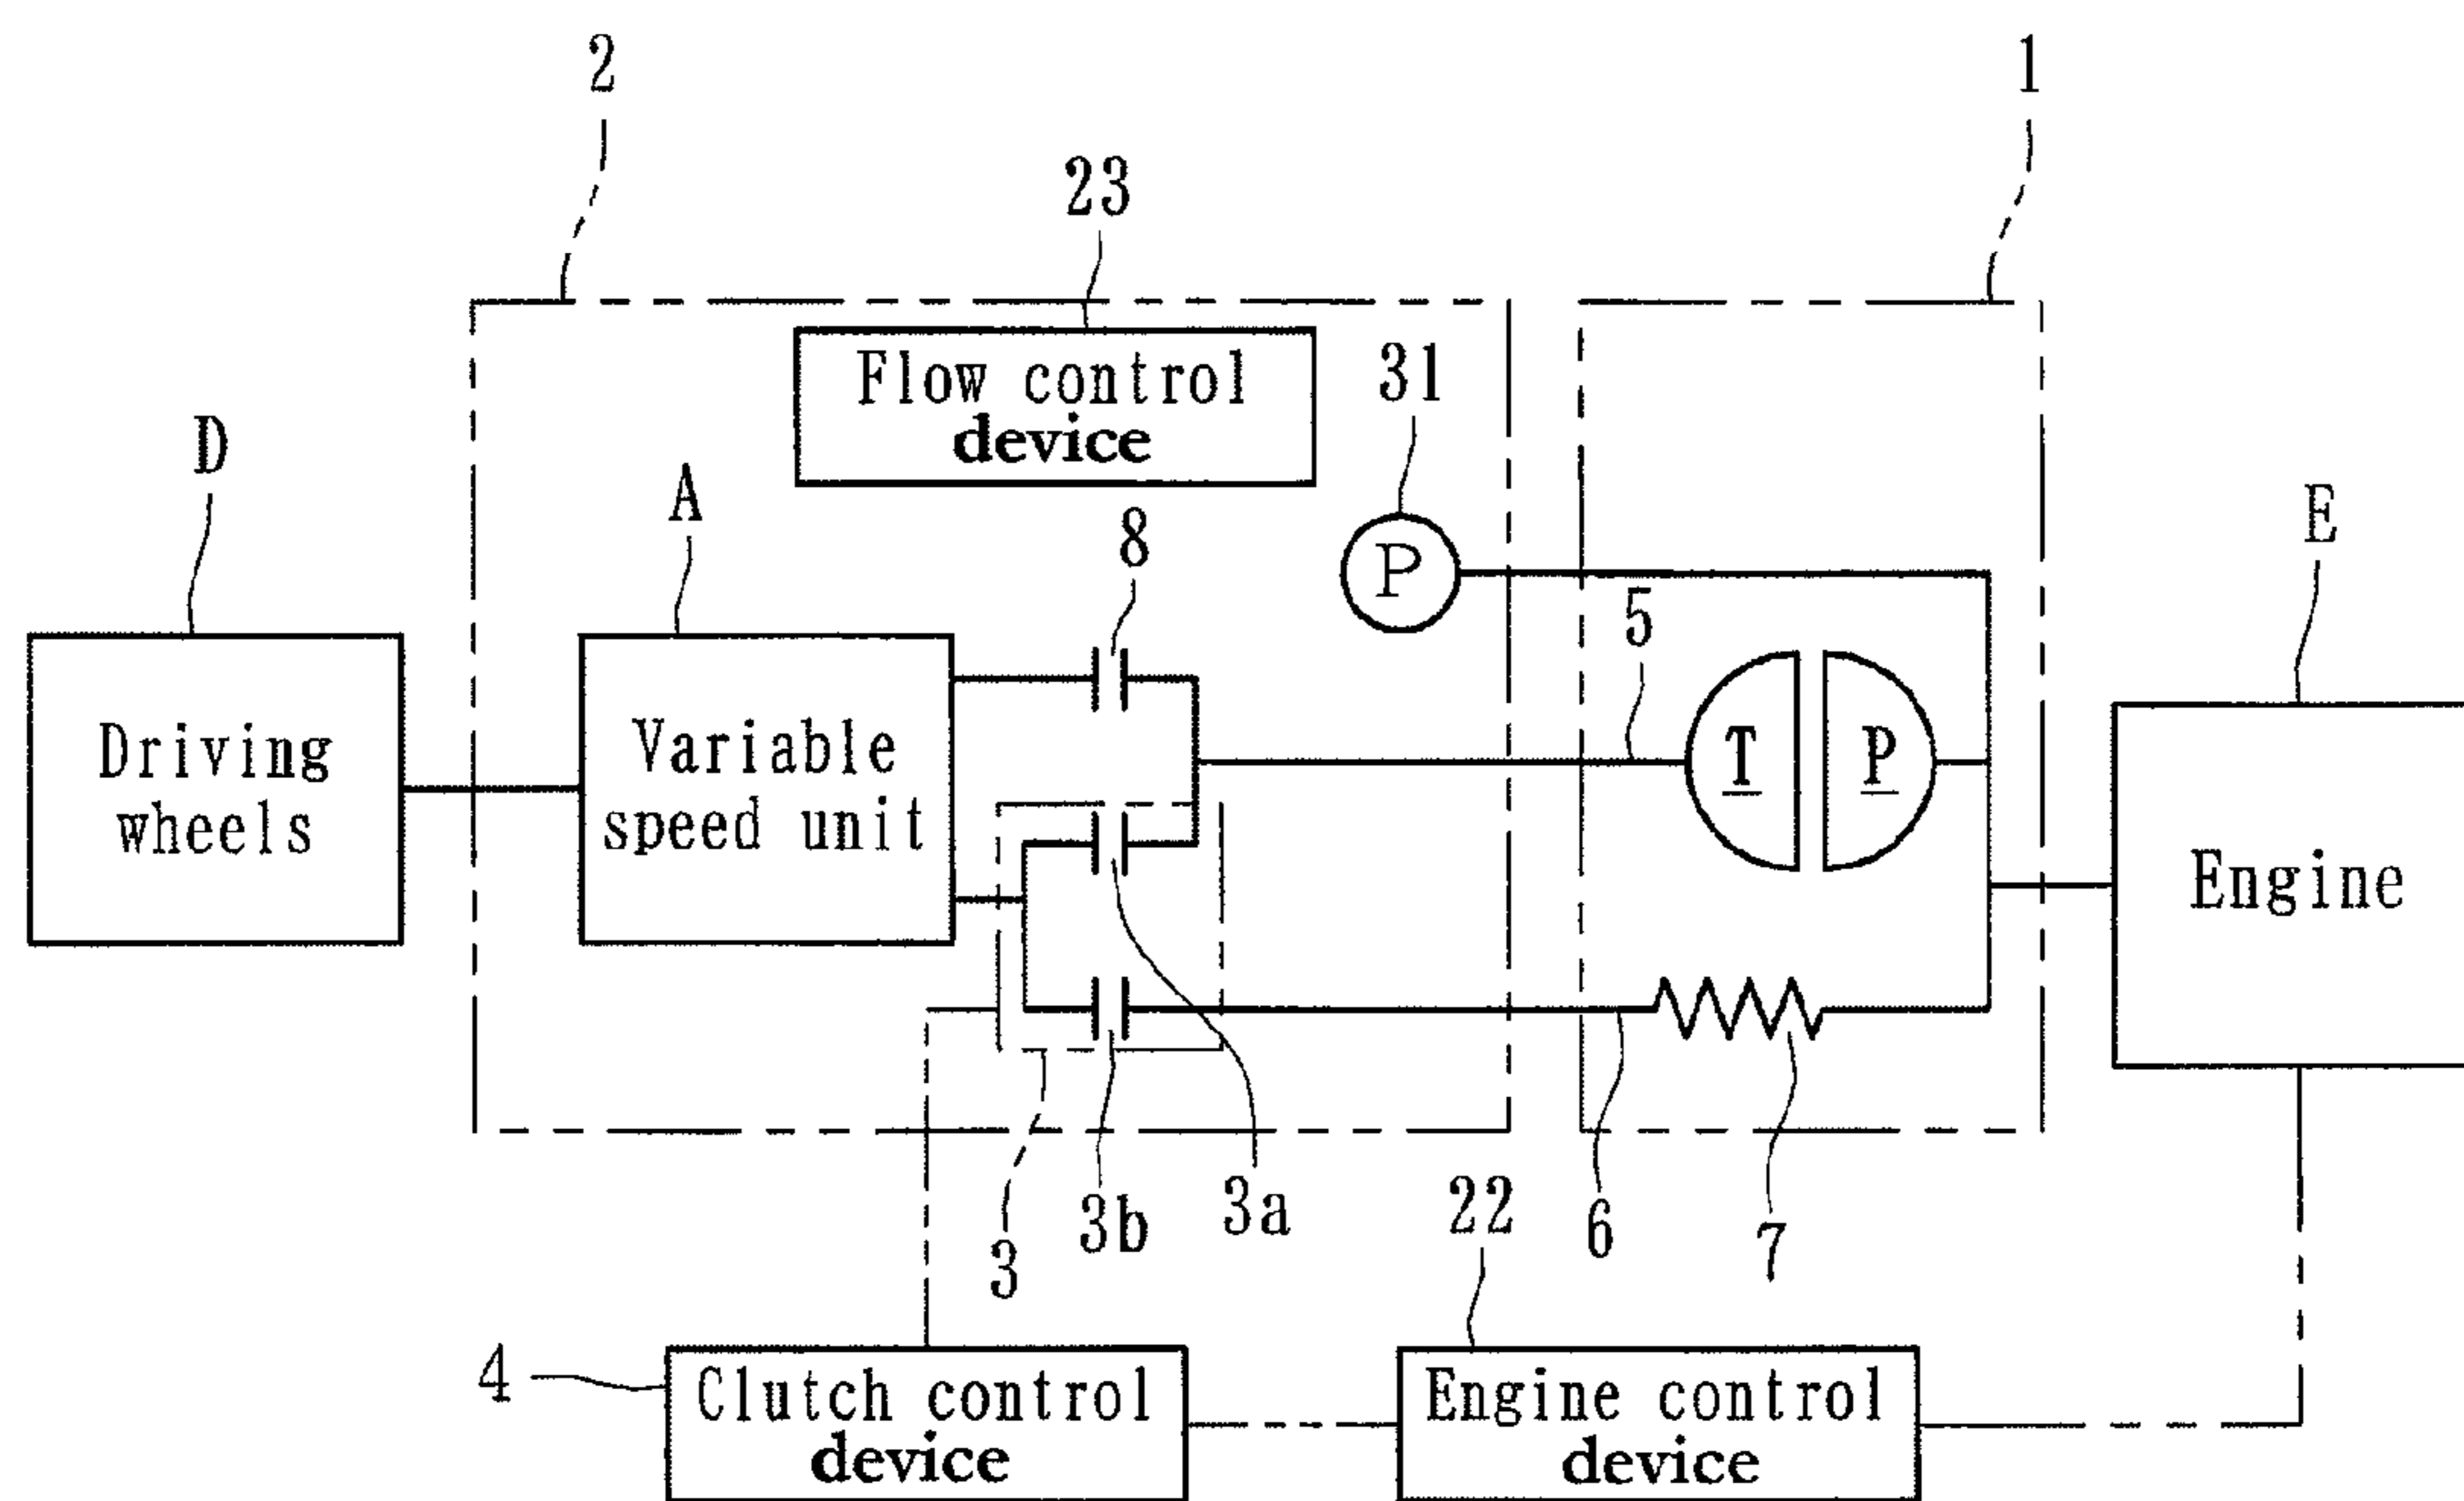 2
1
23
Flow control
device
31
D
A
8
E
P
5
Driving
wheels
Variable
speed unit
T
P
Engine
3
3b
3a
22
6
7
4
Clutch control
device
Engine control
device